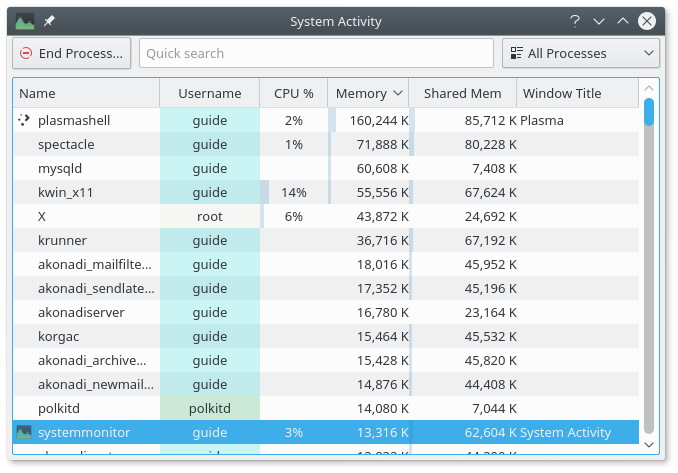 System Activity
End Process...
Quick search
All Processes
Name Username CPU % Memory Shared Mem Window Title
plasmashell guide 2% 160,244 K 85,712 K Plasma
spectacle guide 1% 71,888 K 80,228 K
mysqld guide 60,608 K 7,408 K
kwin_x11 guide 14% 55,556 K 67,624 K
X root 6% 43,872 K 24,692 K
krunner guide 36,716 K 67,192 K
akonadi_mailfilte... guide 18,016 K 45,952 K
akonadi_sendlate... guide 17,352 K 45,196 K
akonadiserver guide 16,780 K 23,164 K
korgac guide 15,464 K 45,532 K
akonadi_archive... guide 15,428 K 45,820 K
akonadi_newmail... guide 14,876 K 44,408 K
polkitd polkitd 14,080 K 7,044 K
systemmonitor guide 3% 13,316 K 62,604 K System Activity